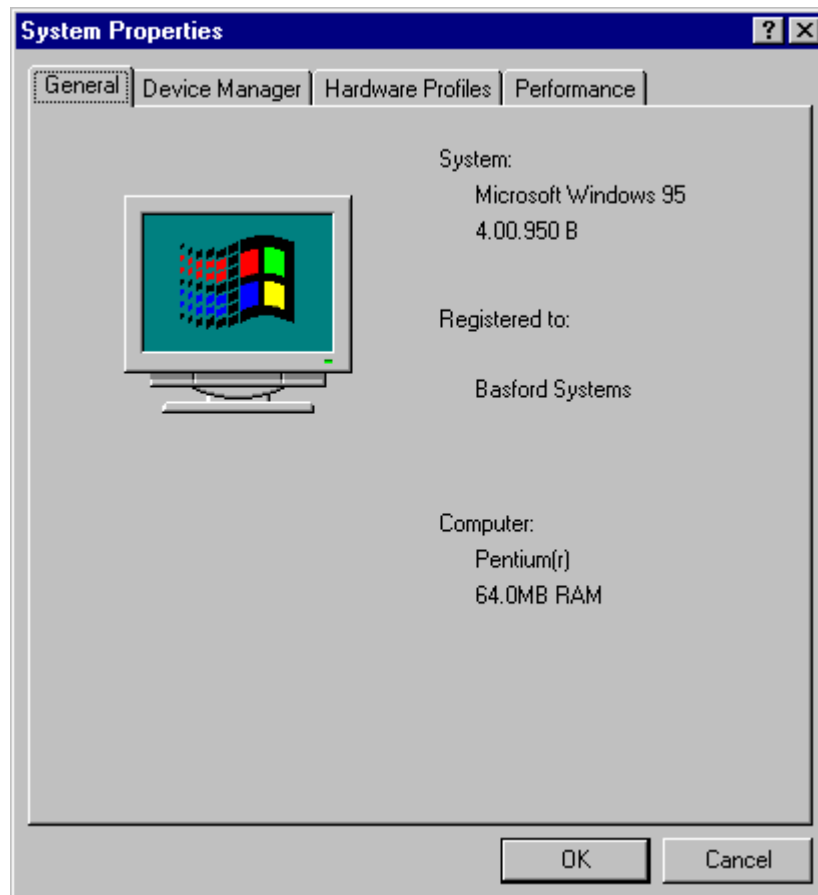 System Properties
General Device Manager Hardware Profiles Performance
System:
Microsoft Windows 95
4.00.950 B
Registered to:
Basford Systems
Computer:
Pentium(r)
64.0MB RAM
OK Cancel